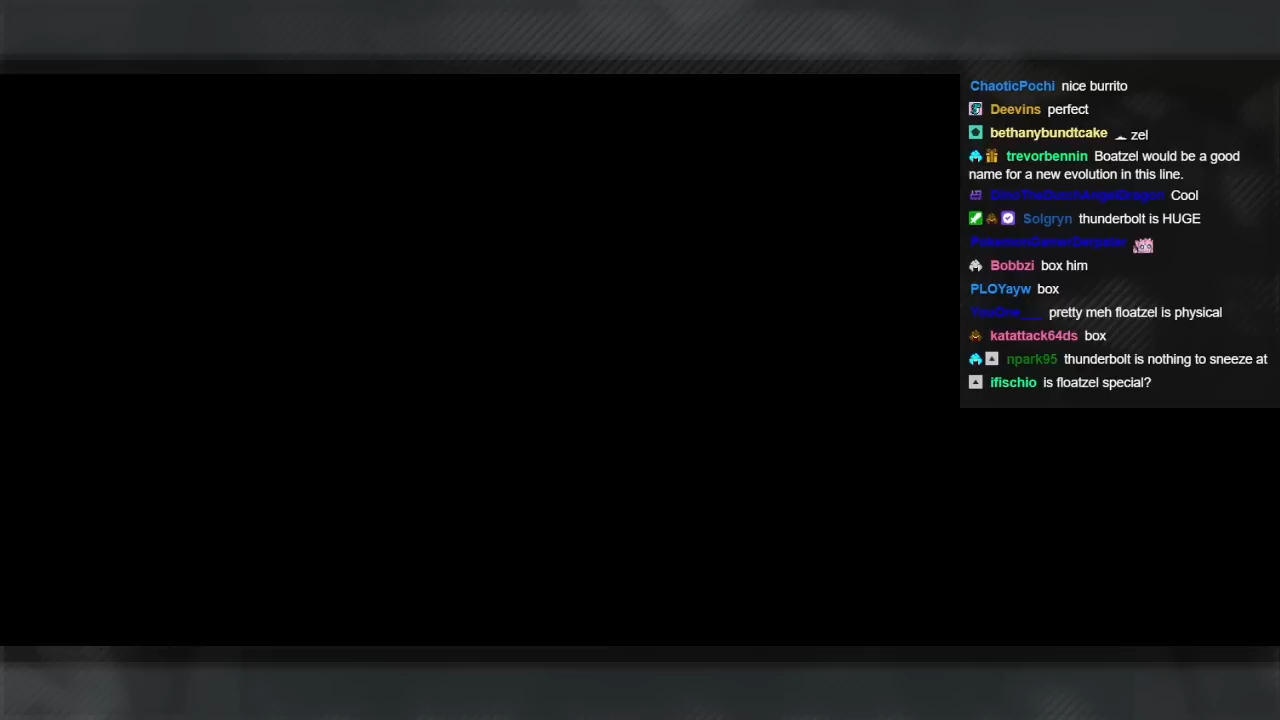 ChaoticPochi nice burrito
Deevins perfect
bethanybundtcake zel
trevorbennin Boatzel would be a good
name for a new evolution in this line.
DinoTheDutchAngelDragon Cool
Solgryn thunderbolt is HUGE
Bobbzi box him
PLOYayw box
YouOne___ pretty meh floatzel is physical
katattack64ds box
npark95 thunderbolt is nothing to sneeze at
ifischio is floatzel special?